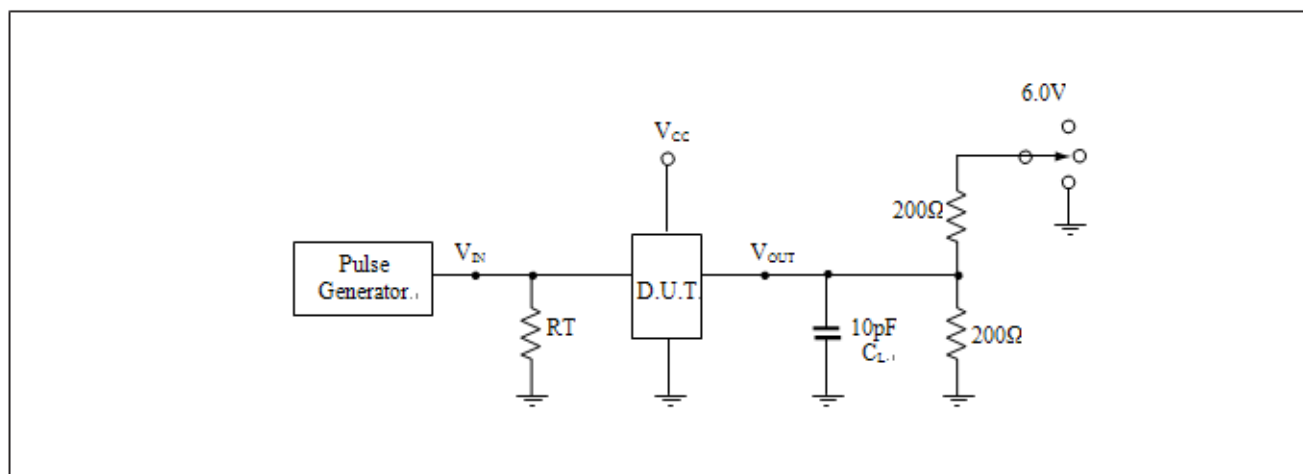 6.0V
VCC
200Ω
VIN
VOUT
Pulse
Generator.
D.U.T.
RT
10pF
CL.
200Ω